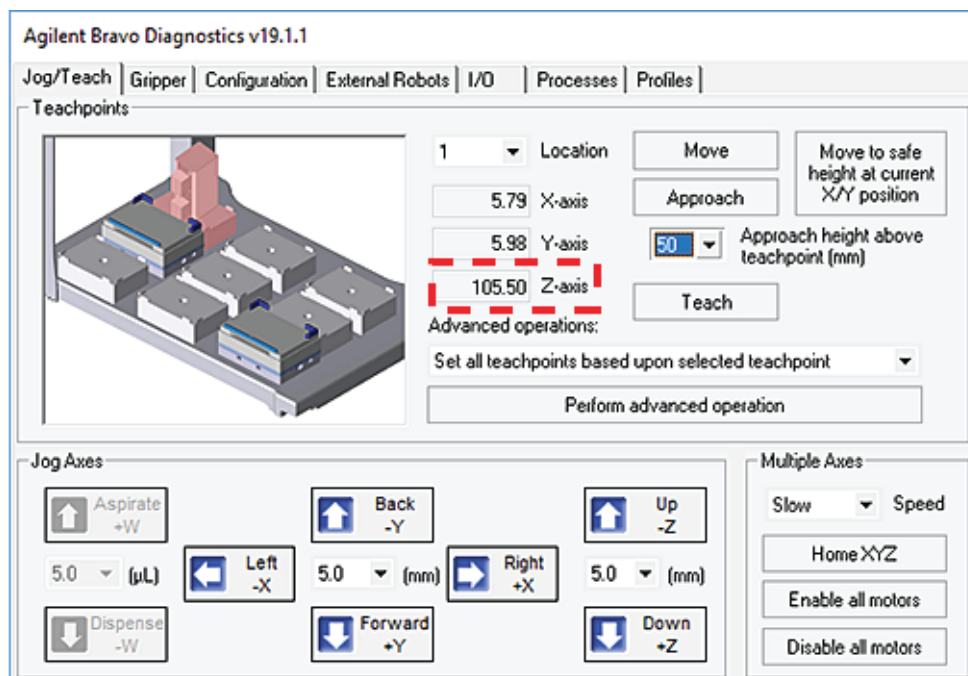 Agilent Bravo Diagnostics v19.1.1
Jog/Teach Gripper Configuration External Robots I/O Processes Profiles
Teachpoints
1 Location
Move
Move to safe
height at current
X/Y position
5.79 X-axis
Approach
5.98 Y-axis
50 Approach height above
teachpoint (mm)
105.50 Z-axis
Teach
Advanced operations:
Set all teachpoints based upon selected teachpoint
Perform advanced operation
Jog Axes
Aspirate
+W
5.0 (µL)
Dispense
-W
Back
-Y
Left
-X
5.0 (mm)
Right
+X
Forward
+Y
Up
-Z
5.0 (mm)
Down
+Z
Multiple Axes
Slow Speed
Home XYZ
Enable all motors
Disable all motors